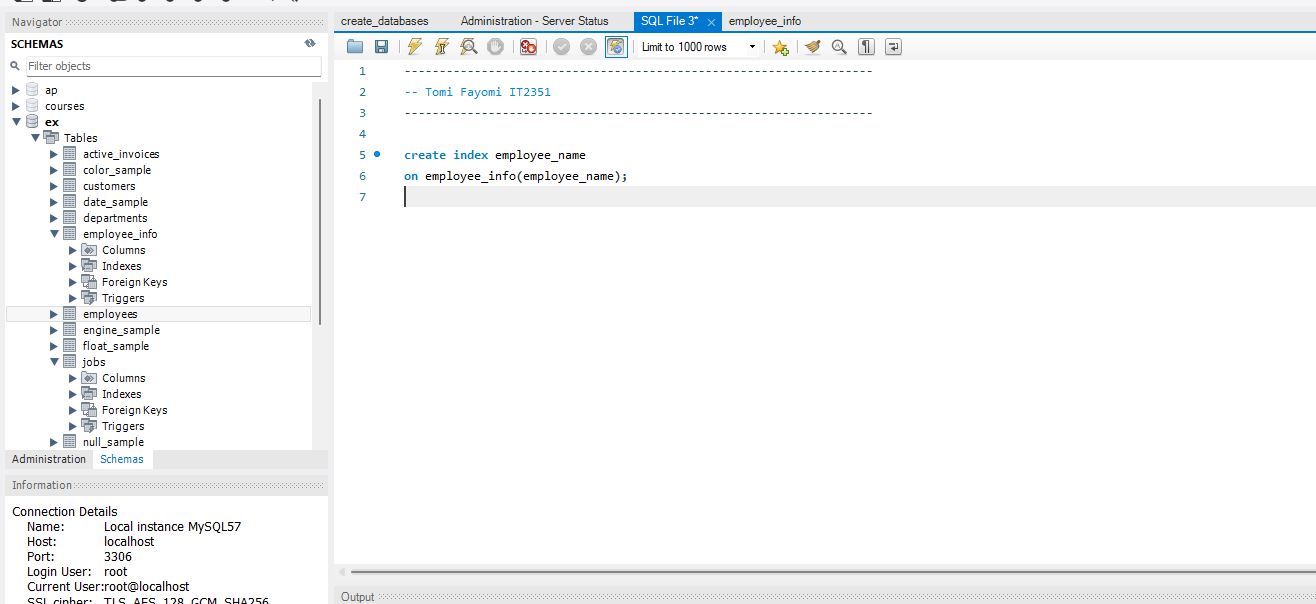 Navigator
SCHEMAS
Filter objects
ap
courses
ex
Tables
active_invoices
color_sample
customers
date_sample
departments
employee_info
Columns
Indexes
Foreign Keys
Triggers
employees
engine_sample
float_sample
jobs
Columns
Indexes
Foreign Keys
Triggers
null_sample
Administration Schemas
Information
Connection Details
Name: Local instance MySQL57
Host: localhost
Port: 3306
Login User: root
Current User:root@localhost
SSL cipher: TLS_AES_128_GCM_SHA256
create_databases Administration - Server Status SQL File 3* employee_info
Limit to 1000 rows
1 -------------------------------------------------------------------
2 -- Tomi Fayomi IT2351
3 -------------------------------------------------------------------
4
5 create index employee_name
6 on employee_info(employee_name);
7
Output